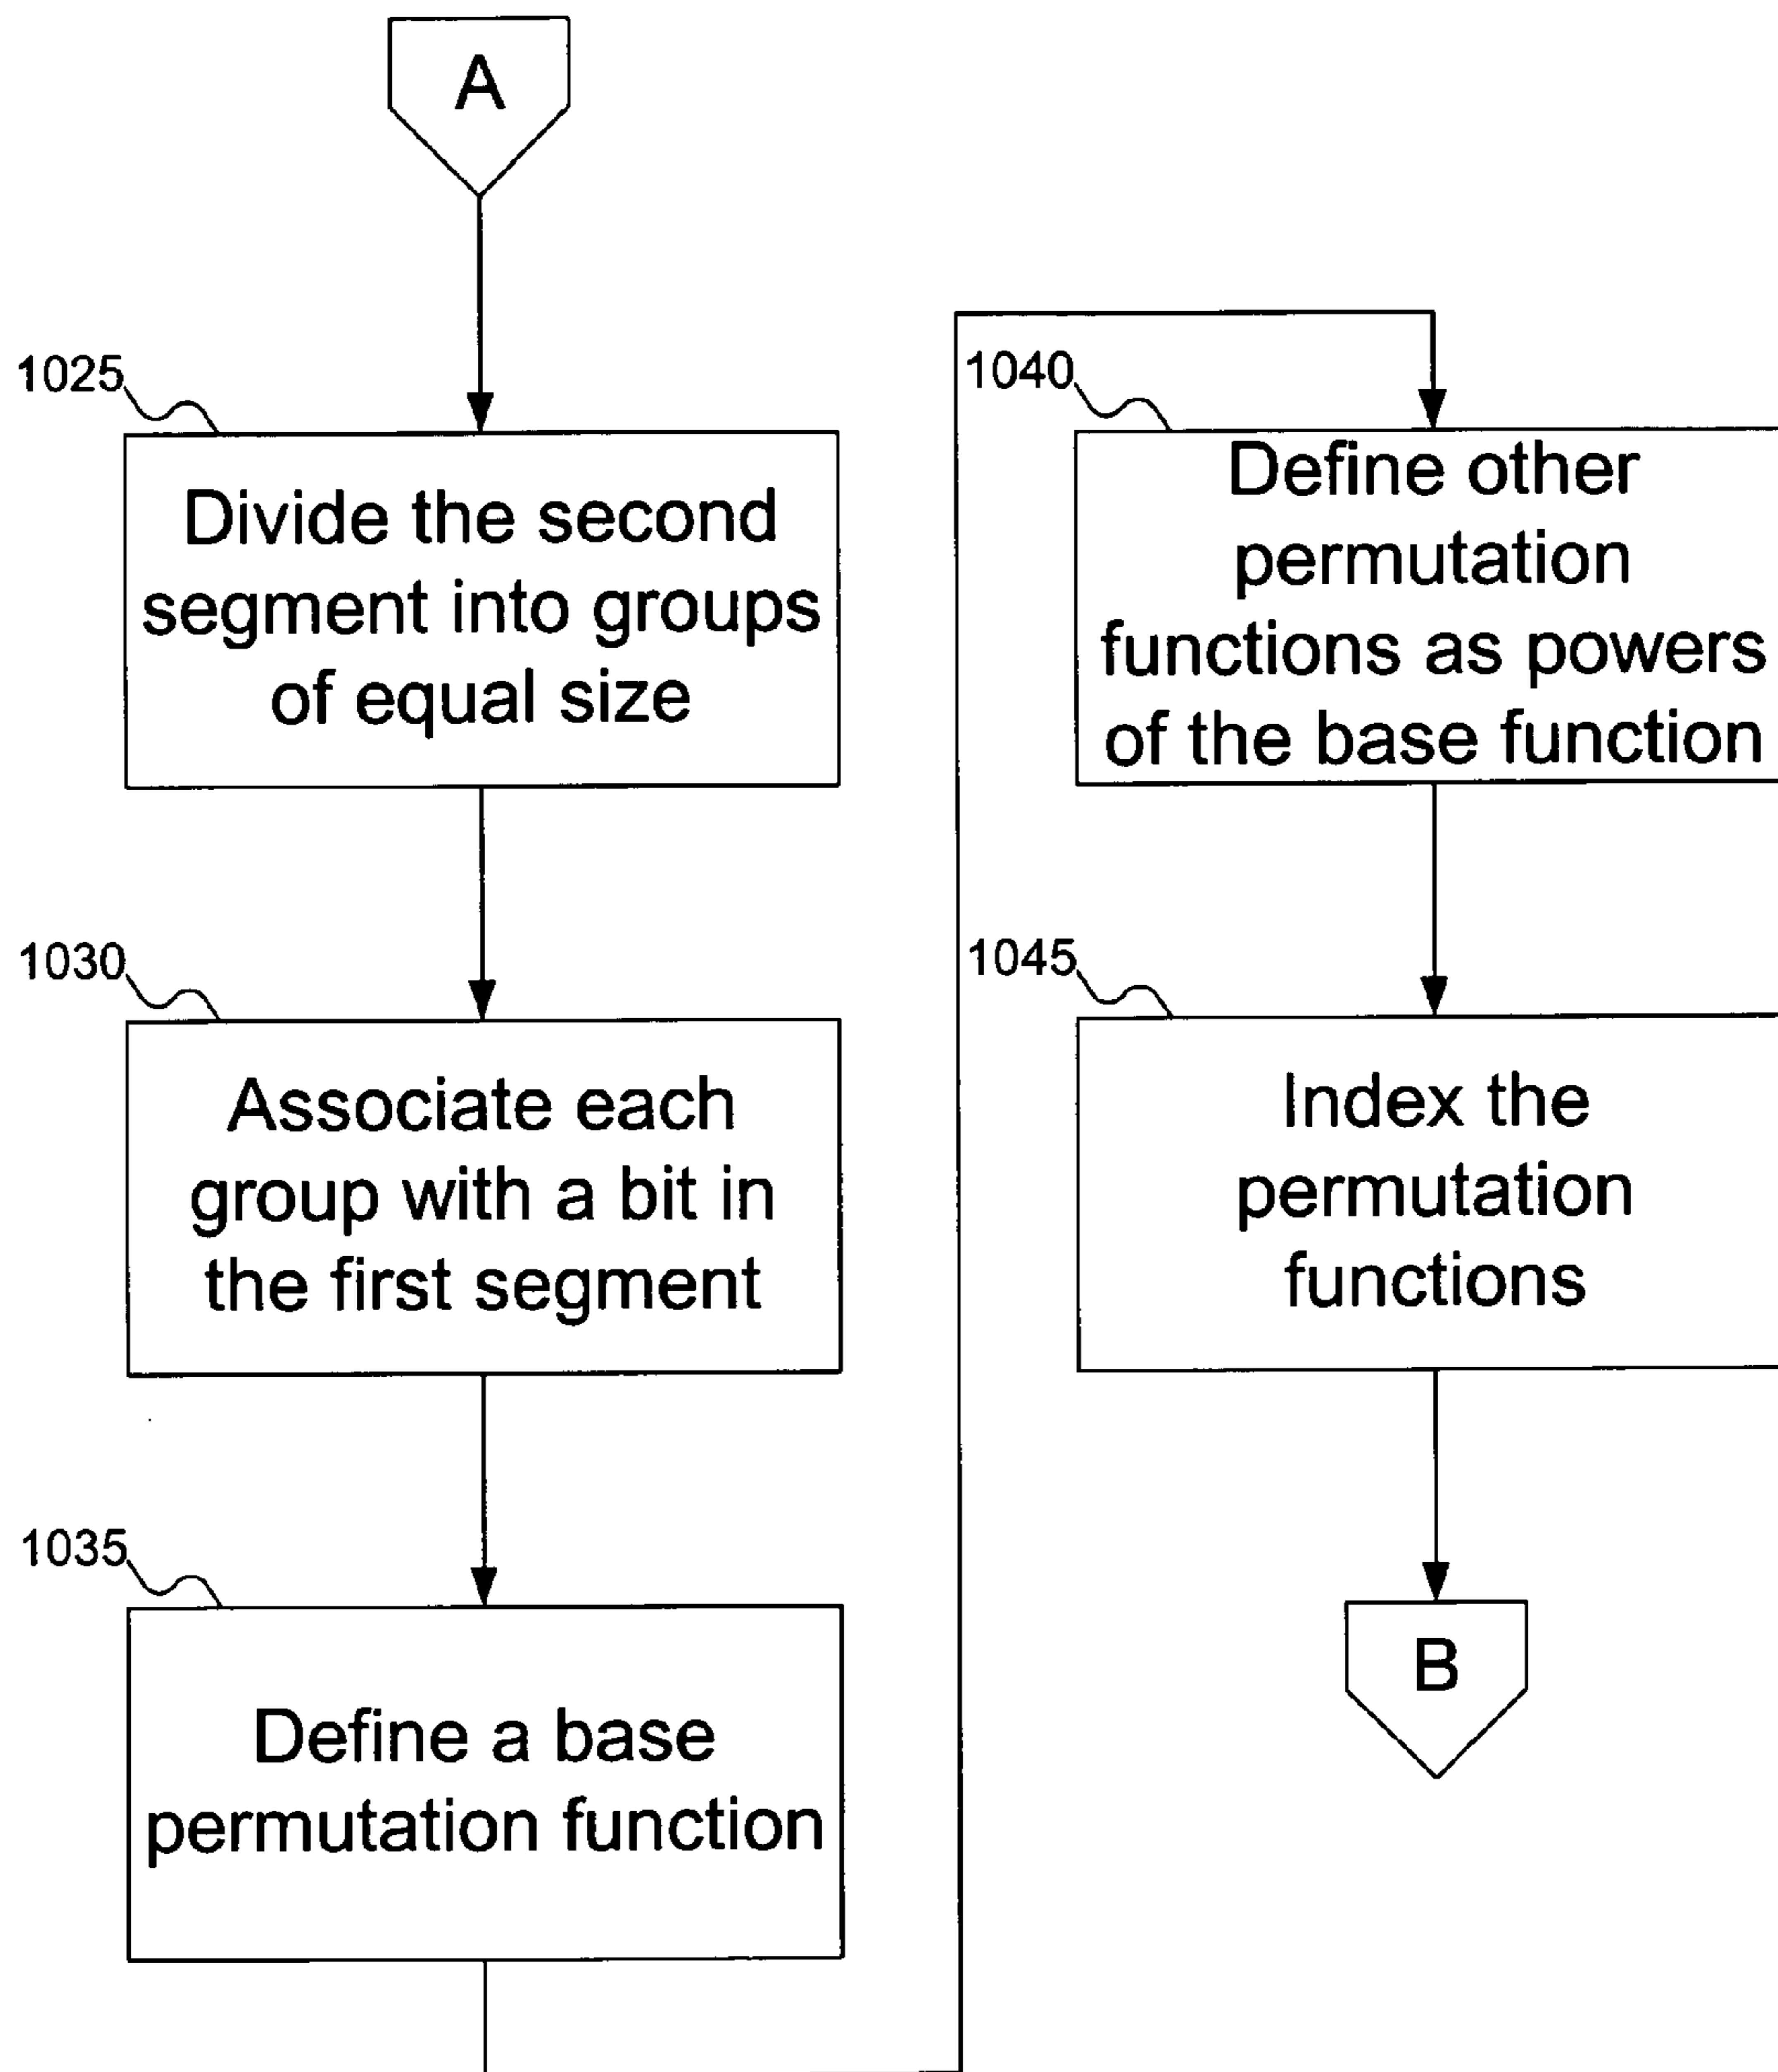 A
1025
Divide the second
segment into groups
of equal size
1030
Associate each
group with a bit in
the first segment
1035
Define a base
permutation function
1040
Define other
permutation
functions as powers
of the base function
1045
Index the
permutation
functions
B